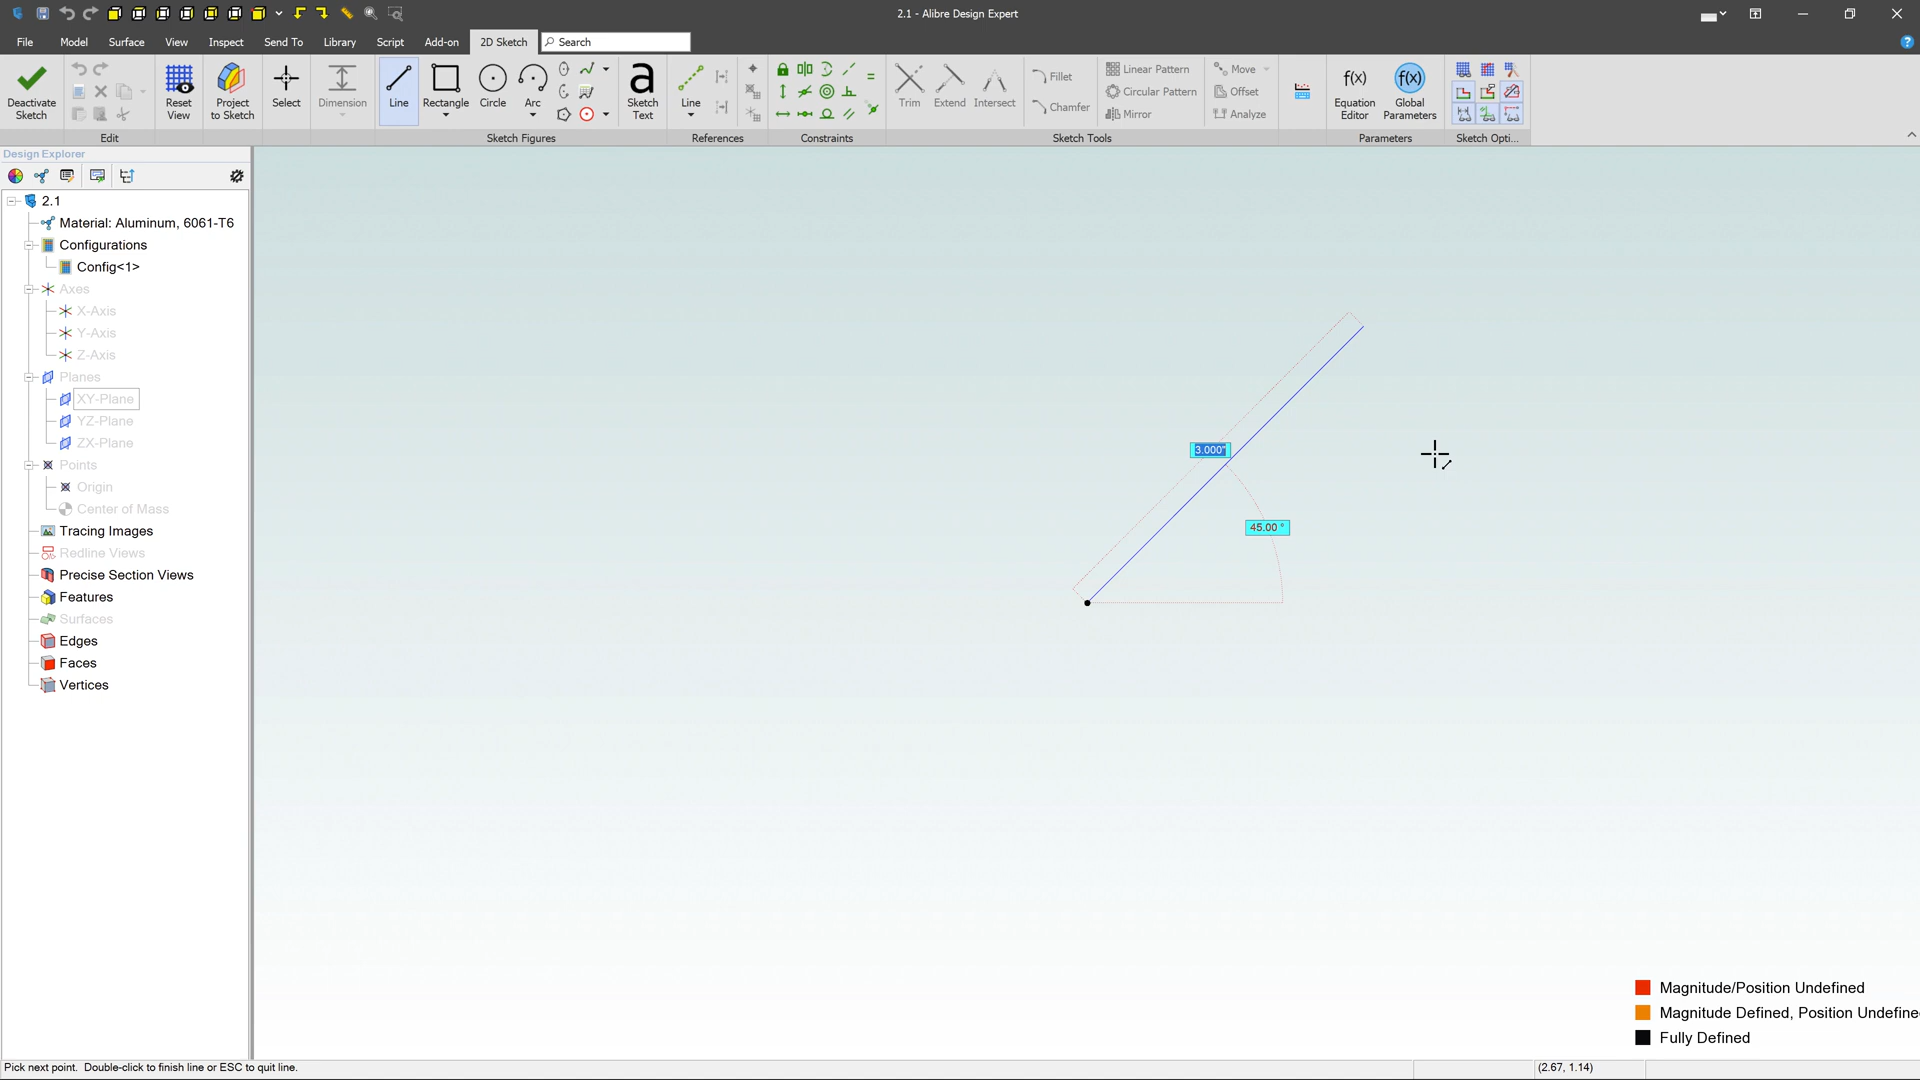 2.1 - Alibre Design Expert
File Model Surface View Inspect Send To Library Script Add-on 2D Sketch Search
Deactivate Sketch
Reset View
Project to Sketch
Select
Dimension
Line
Rectangle
Circle
Arc
Sketch Text
Line
Trim
Extend
Intersect
Fillet
Chamfer
Linear Pattern
Circular Pattern
Mirror
Move
Offset
Analyze
f(x)
Equation Editor
f(x)
Global Parameters
Edit
Sketch Figures
References
Constraints
Sketch Tools
Parameters
Sketch Opti...
Design Explorer
2.1
Material: Aluminum, 6061-T6
Configurations
Config<1>
Axes
X-Axis
Y-Axis
Z-Axis
Planes
XY-Plane
YZ-Plane
ZX-Plane
Points
Origin
Center of Mass
Tracing Images
Redline Views
Precise Section Views
Features
Surfaces
Edges
Faces
Vertices
3.000"
45.00 °
Magnitude/Position Undefined
Magnitude Defined, Position Undefine
Fully Defined
Pick next point. Double-click to finish line or ESC to quit line.
(2.67, 1.14)